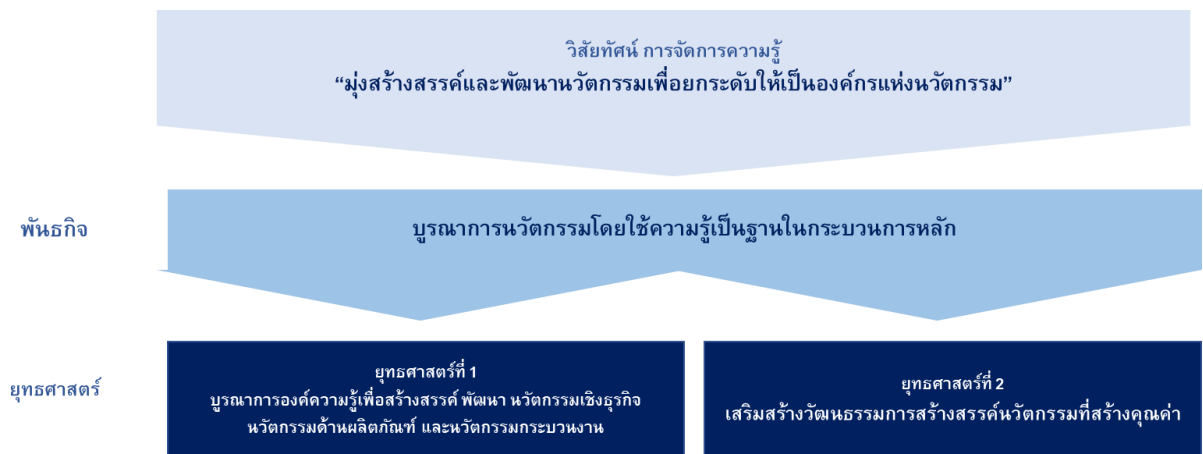 วิสัยทัศน์ การจัดการความรู้
“มุ่งสร้างสรรค์และพัฒนานวัตกรรมเพื่อยกระดับให้เป็นองค์กรแห่งนวัตกรรม”
พันธกิจ
บูรณาการนวัตกรรมโดยใช้ความรู้เป็นฐานในกระบวนการหลัก
ยุทธศาสตร์
ยุทธศาสตร์ที่ 1
บูรณาการองค์ความรู้เพื่อสร้างสรรค์ พัฒนา นวัตกรรมเชิงธุรกิจ
นวัตกรรมด้านผลิตภัณฑ์ และนวัตกรรมกระบวนงาน
ยุทธศาสตร์ที่ 2
เสริมสร้างวัฒนธรรมการสร้างสรรค์นวัตกรรมที่สร้างคุณค่า